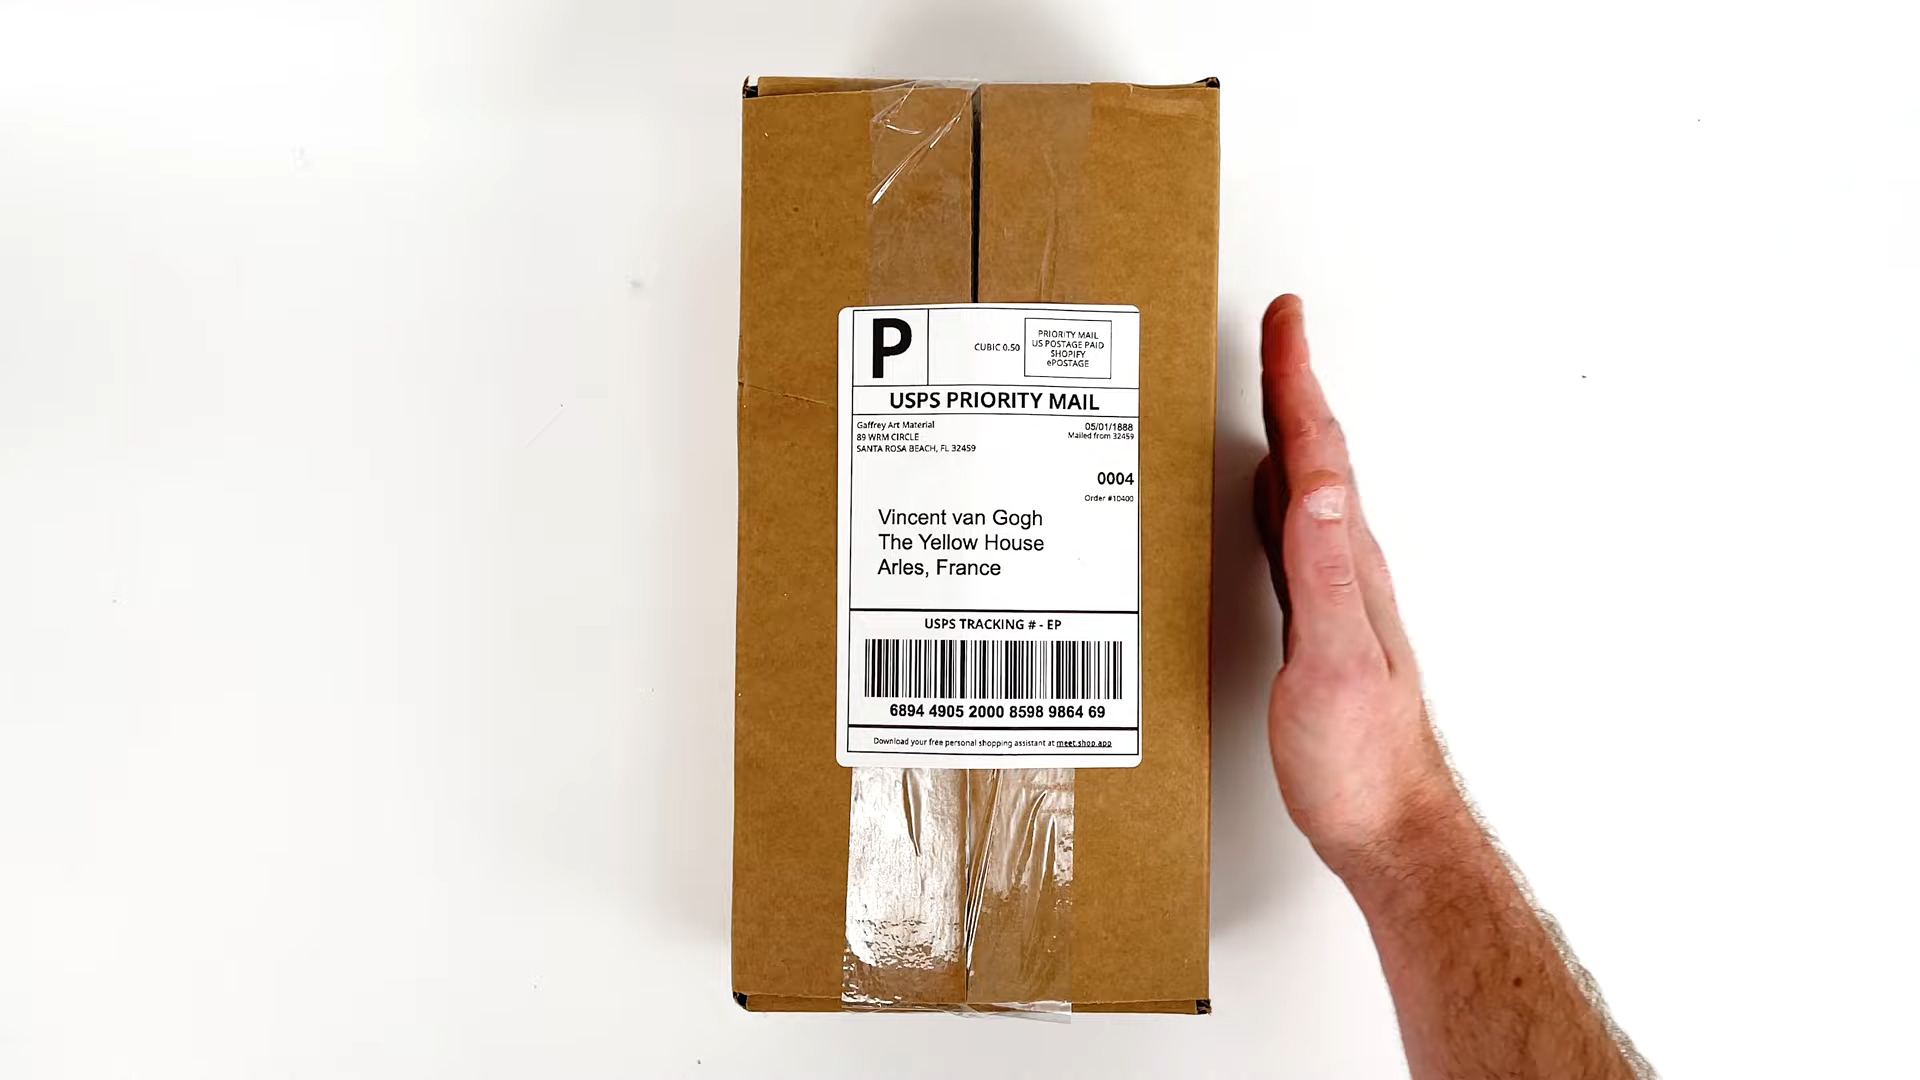 P
CUBIC 0.50
PRIORITY MAIL
US POSTAGE PAID
SHOPIFY
ePOSTAGE
USPS PRIORITY MAIL
Gaffrey Art Material
89 WRM CIRCLE
SANTA ROSA BEACH, FL 32459
05/01/1888
Mailed from 32459
0004
Order #10400
Vincent van Gogh
The Yellow House
Arles, France
USPS TRACKING # - EP
6894 4905 2000 8598 9864 69
Download your free personal shopping assistant at meet.shop.app